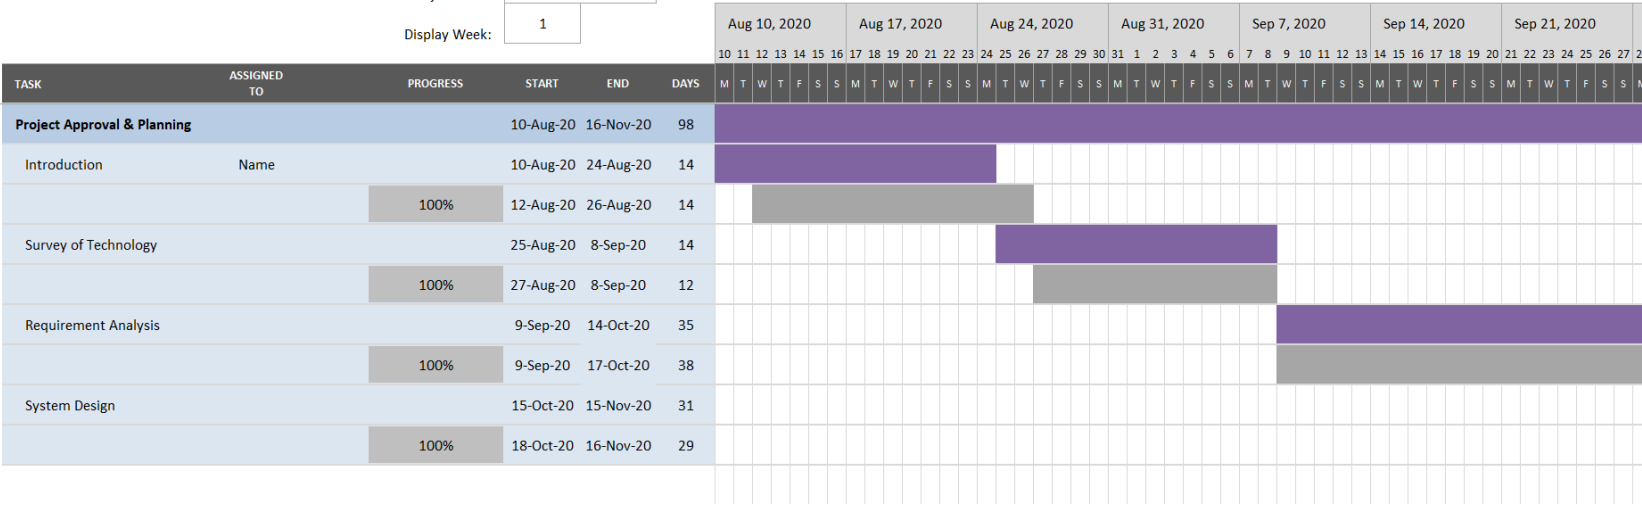 Display Week: 1
Aug 10, 2020 Aug 17, 2020 Aug 24, 2020 Aug 31, 2020 Sep 7, 2020 Sep 14, 2020 Sep 21, 2020
10 11 12 13 14 15 16 17 18 19 20 21 22 23 24 25 26 27 28 29 30 31 1 2 3 4 5 6 7 8 9 10 11 12 13 14 15 16 17 18 19 20 21 22 23 24 25 26 27
TASK ASSIGNED TO PROGRESS START END DAYS M T W T F S S M T W T F S S M T W T F S S M T W T F S S M T W T F S S M T W T F S S M T W T F S S
Project Approval & Planning 10-Aug-20 16-Nov-20 98
Introduction Name 10-Aug-20 24-Aug-20 14
100% 12-Aug-20 26-Aug-20 14
Survey of Technology 25-Aug-20 8-Sep-20 14
100% 27-Aug-20 8-Sep-20 12
Requirement Analysis 9-Sep-20 14-Oct-20 35
100% 9-Sep-20 17-Oct-20 38
System Design 15-Oct-20 15-Nov-20 31
100% 18-Oct-20 16-Nov-20 29